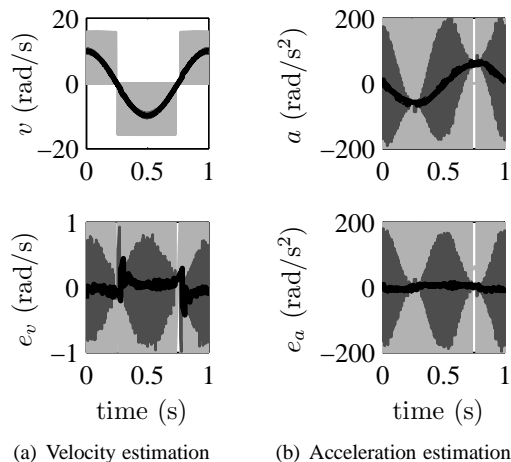 20
0
−20
0 0.5 1
v (rad/s)
200
0
−200
0 0.5 1
a (rad/s²)
1
0
−1
0 0.5 1
e_v (rad/s)
time (s)
200
0
−200
0 0.5 1
e_a (rad/s²)
time (s)
(a) Velocity estimation
(b) Acceleration estimation